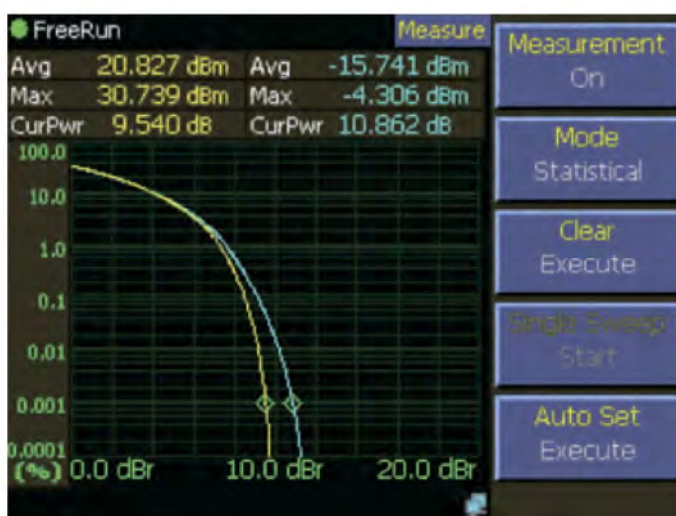 FreeRun Measure
Avg 20.827 dBm Avg -15.741 dBm
Max 30.739 dBm Max -4.306 dBm
CurPwr 9.540 dB CurPwr 10.862 dB
100.0
10.0
1.0
0.1
0.01
0.001
0.0001
(%) 0.0 dBr 10.0 dBr 20.0 dBr
Measurement
On
Mode
Statistical
Clear
Execute
Single Sweep
Start
Auto Set
Execute